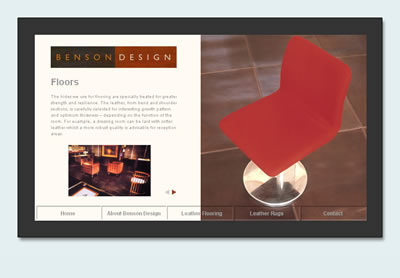 BENSON DESIGN
Floors
The hides we use for flooring are specially treated for greater
strength and resilience. The leather, from bend and shoulder
sections, is carefully selected for interesting growth pattern
and optimum thickness – depending on the function of the
room. For example, a dressing room can be laid with softer
leather whilst a more robust quality is advisable for reception
areas.
Home About Benson Design Leather Flooring Leather Rugs Contact